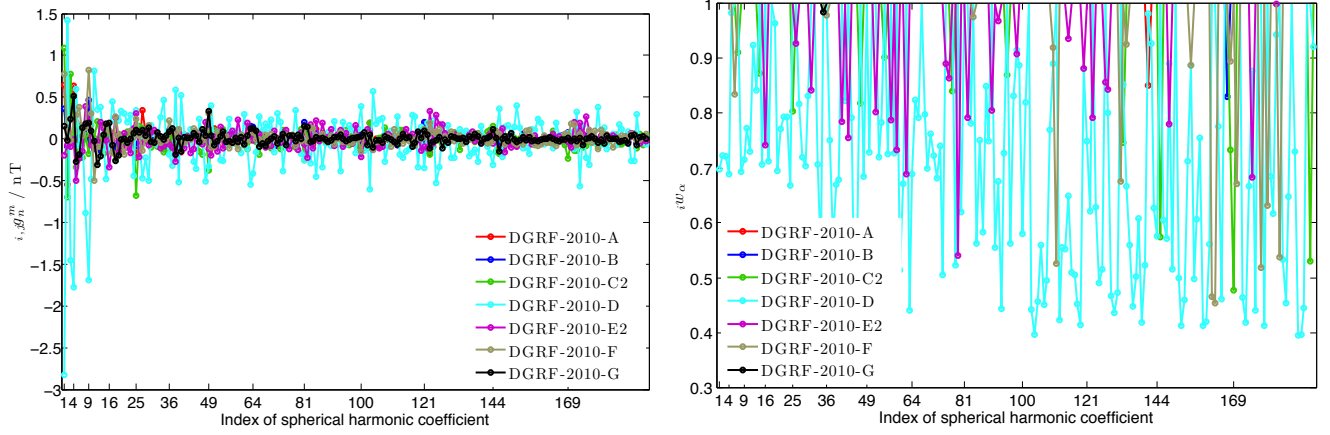 1.5
1
0.5
0
−0.5
−1
−1.5
−2
−2.5
−3
i,jg_n^m / nT
DGRF-2010-A
DGRF-2010-B
DGRF-2010-C2
DGRF-2010-D
DGRF-2010-E2
DGRF-2010-F
DGRF-2010-G
14 9 16 25 36 49 64 81 100 121 144 169
Index of spherical harmonic coefficient
1
0.9
0.8
0.7
0.6
0.5
0.4
0.3
iwα
DGRF-2010-A
DGRF-2010-B
DGRF-2010-C2
DGRF-2010-D
DGRF-2010-E2
DGRF-2010-F
DGRF-2010-G
14 9 16 25 36 49 64 81 100 121 144 169
Index of spherical harmonic coefficient